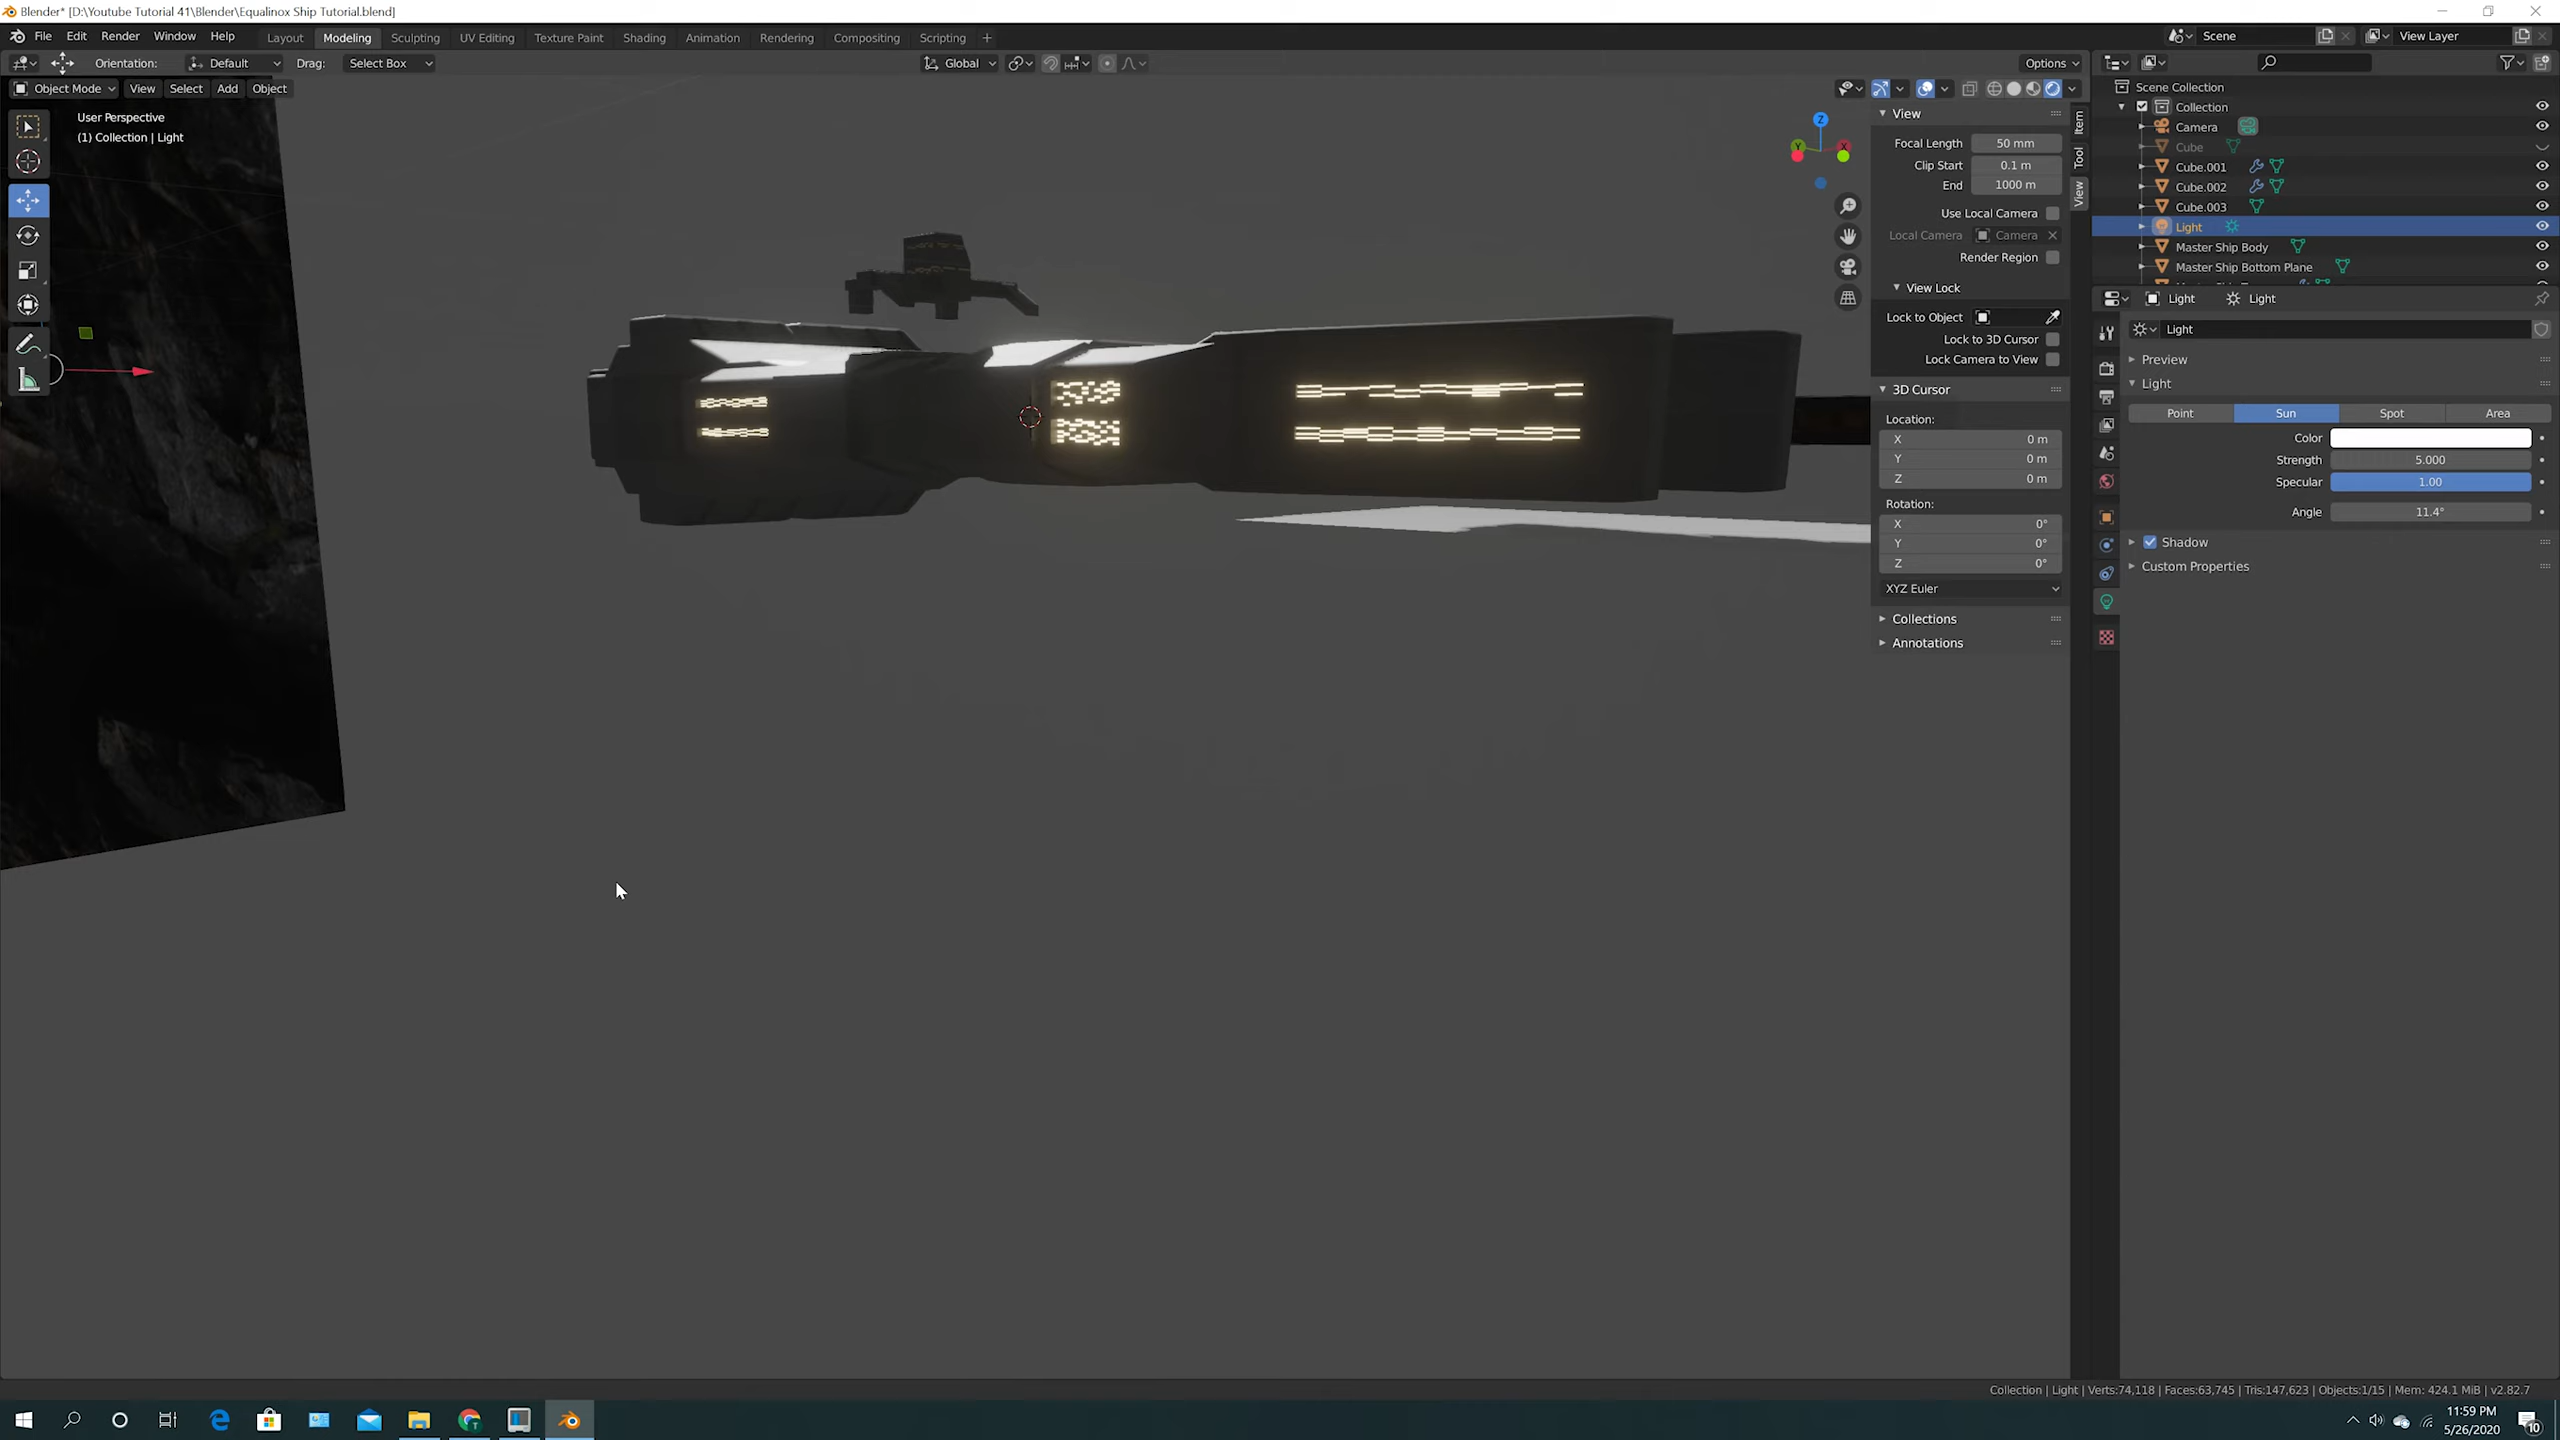 Blender* [D:\Youtube Tutorial 41\Blender\Equalinox Ship Tutorial.blend]
File Edit Render Window Help Layout Modeling Sculpting UV Editing Texture Paint Shading Animation Rendering Compositing Scripting + Scene View Layer
Orientation: Default Drag: Select Box Global Options
Object Mode View Select Add Object
User Perspective
(1) Collection | Light
Z
Y
X
View
Focal Length 50 mm
Clip Start 0.1 m
End 1000 m
Use Local Camera
Local Camera Camera
Render Region
View Lock
Lock to Object
Lock to 3D Cursor
Lock Camera to View
3D Cursor
Location:
X 0 m
Y 0 m
Z 0 m
Rotation:
X 0°
Y 0°
Z 0°
XYZ Euler
Collections
Annotations
Item
Tool
View
Scene Collection
Collection
Camera
Cube
Cube.001
Cube.002
Cube.003
Light
Master Ship Body
Master Ship Bottom Plane
Light Light
Light
Preview
Light
Point Sun Spot Area
Color
Strength 5.000
Specular 1.00
Angle 11.4°
Shadow
Custom Properties
Collection | Light | Verts:74,118 | Faces:63,745 | Tris:147,623 | Objects:1/15 | Mem: 424.1 MiB | v2.82.7
11:59 PM
5/26/2020
10